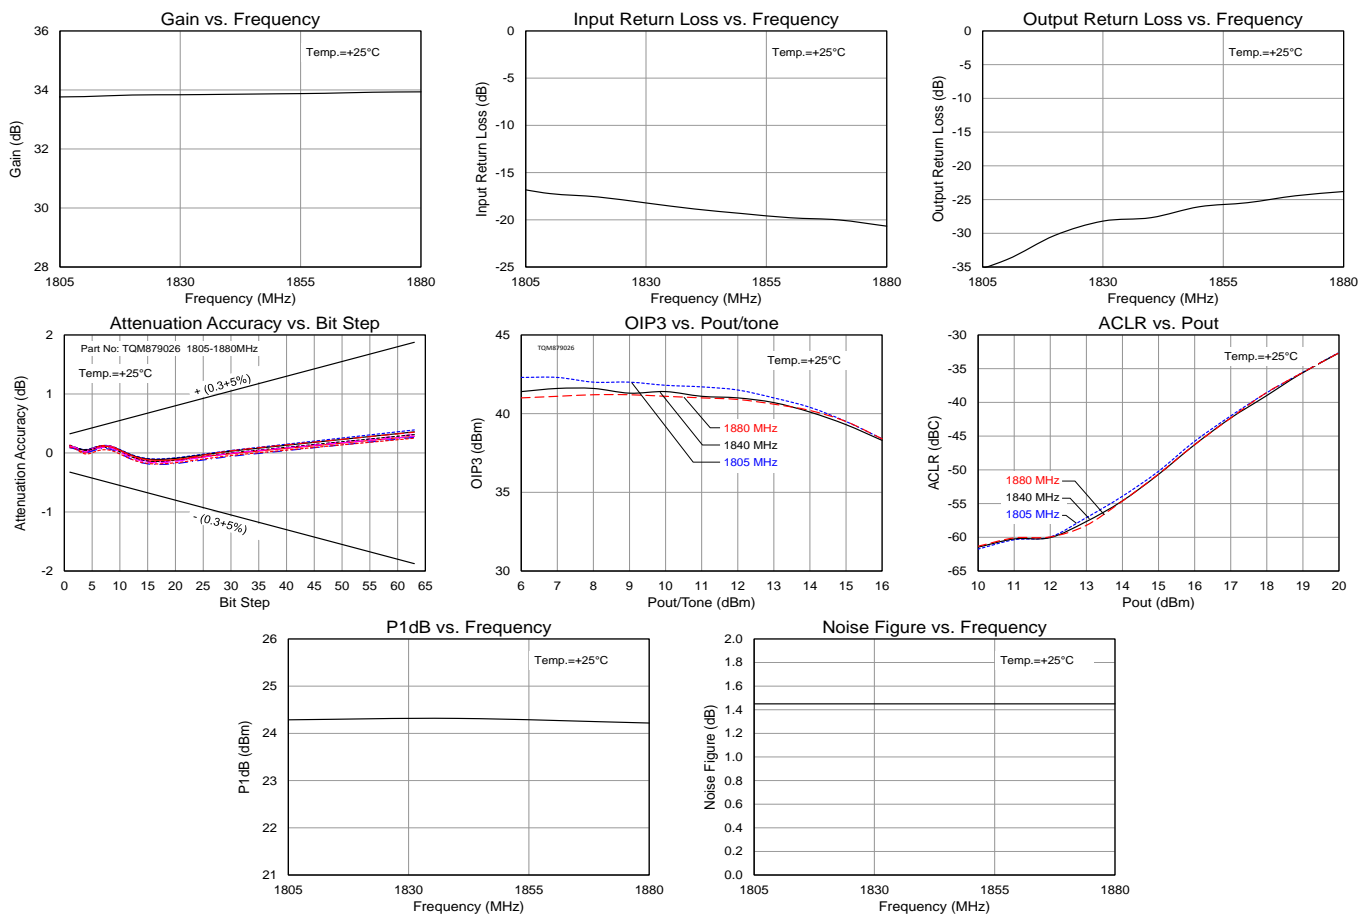 Gain vs. Frequency
36
34
32
30
28
Gain (dB)
Temp.=+25°C
1805 1830 1855 1880
Frequency (MHz)
Input Return Loss vs. Frequency
0
-5
-10
-15
-20
-25
Input Return Loss (dB)
Temp.=+25°C
1805 1830 1855 1880
Frequency (MHz)
Output Return Loss vs. Frequency
0
-5
-10
-15
-20
-25
-30
-35
Output Return Loss (dB)
Temp.=+25°C
1805 1830 1855 1880
Frequency (MHz)
Attenuation Accuracy vs. Bit Step
2
1
0
-1
-2
Attenuation Accuracy (dB)
Part No: TQM879026 1805-1880MHz
Temp.=+25°C
+ (0.3+5%)
- (0.3+5%)
0 5 10 15 20 25 30 35 40 45 50 55 60 65
Bit Step
OIP3 vs. Pout/tone
45
40
35
30
OIP3 (dBm)
TQM879026
Temp.=+25°C
1880 MHz
1840 MHz
1805 MHz
6 7 8 9 10 11 12 13 14 15 16
Pout/Tone (dBm)
ACLR vs. Pout
-30
-35
-40
-45
-50
-55
-60
-65
ACLR (dBC)
Temp.=+25°C
1880 MHz
1840 MHz
1805 MHz
10 11 12 13 14 15 16 17 18 19 20
Pout (dBm)
P1dB vs. Frequency
26
25
24
23
22
21
P1dB (dBm)
Temp.=+25°C
1805 1830 1855 1880
Frequency (MHz)
Noise Figure vs. Frequency
2.0
1.8
1.6
1.4
1.2
1.0
0.8
0.6
0.4
0.2
0.0
Noise Figure (dB)
Temp.=+25°C
1805 1830 1855 1880
Frequency (MHz)